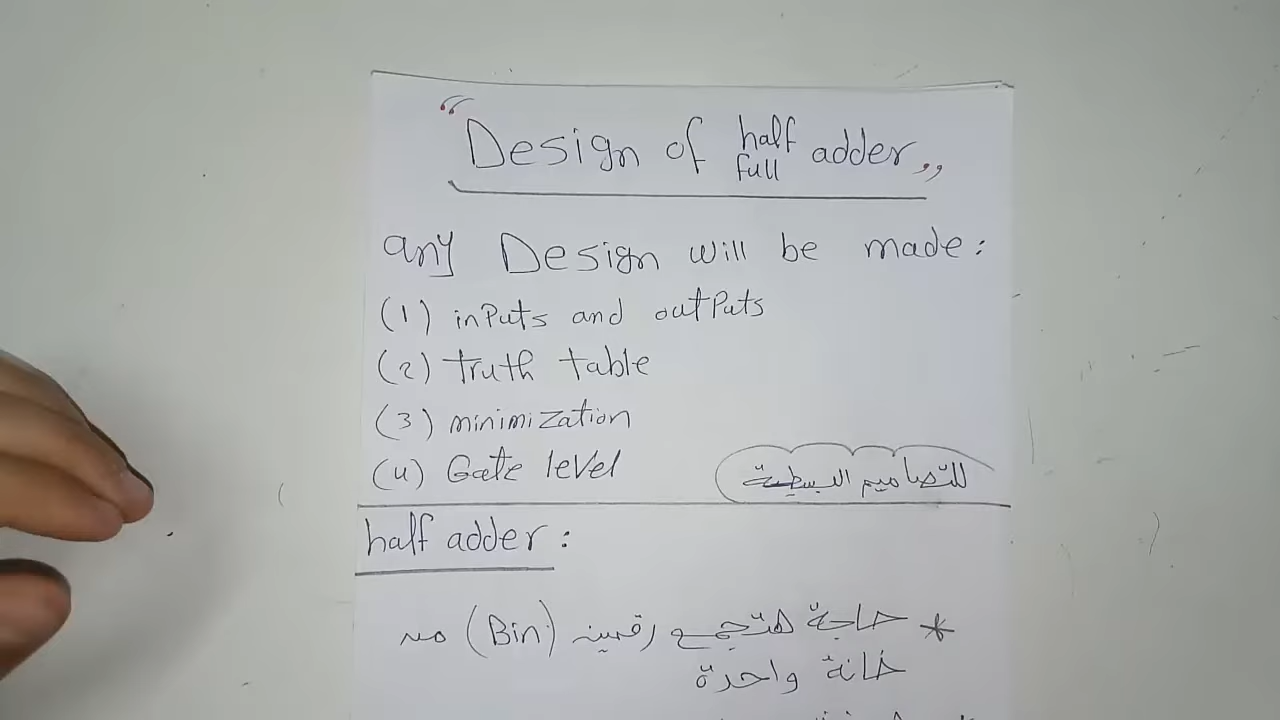 "Design of half full adder,,
any Design will be made:
(1) inputs and outputs
(2) truth table
(3) minimization
(4) Gate level
للتصاميم البسيطة
half adder:
* حاجة هتجمع رقمين (Bin) من
خانة واحدة